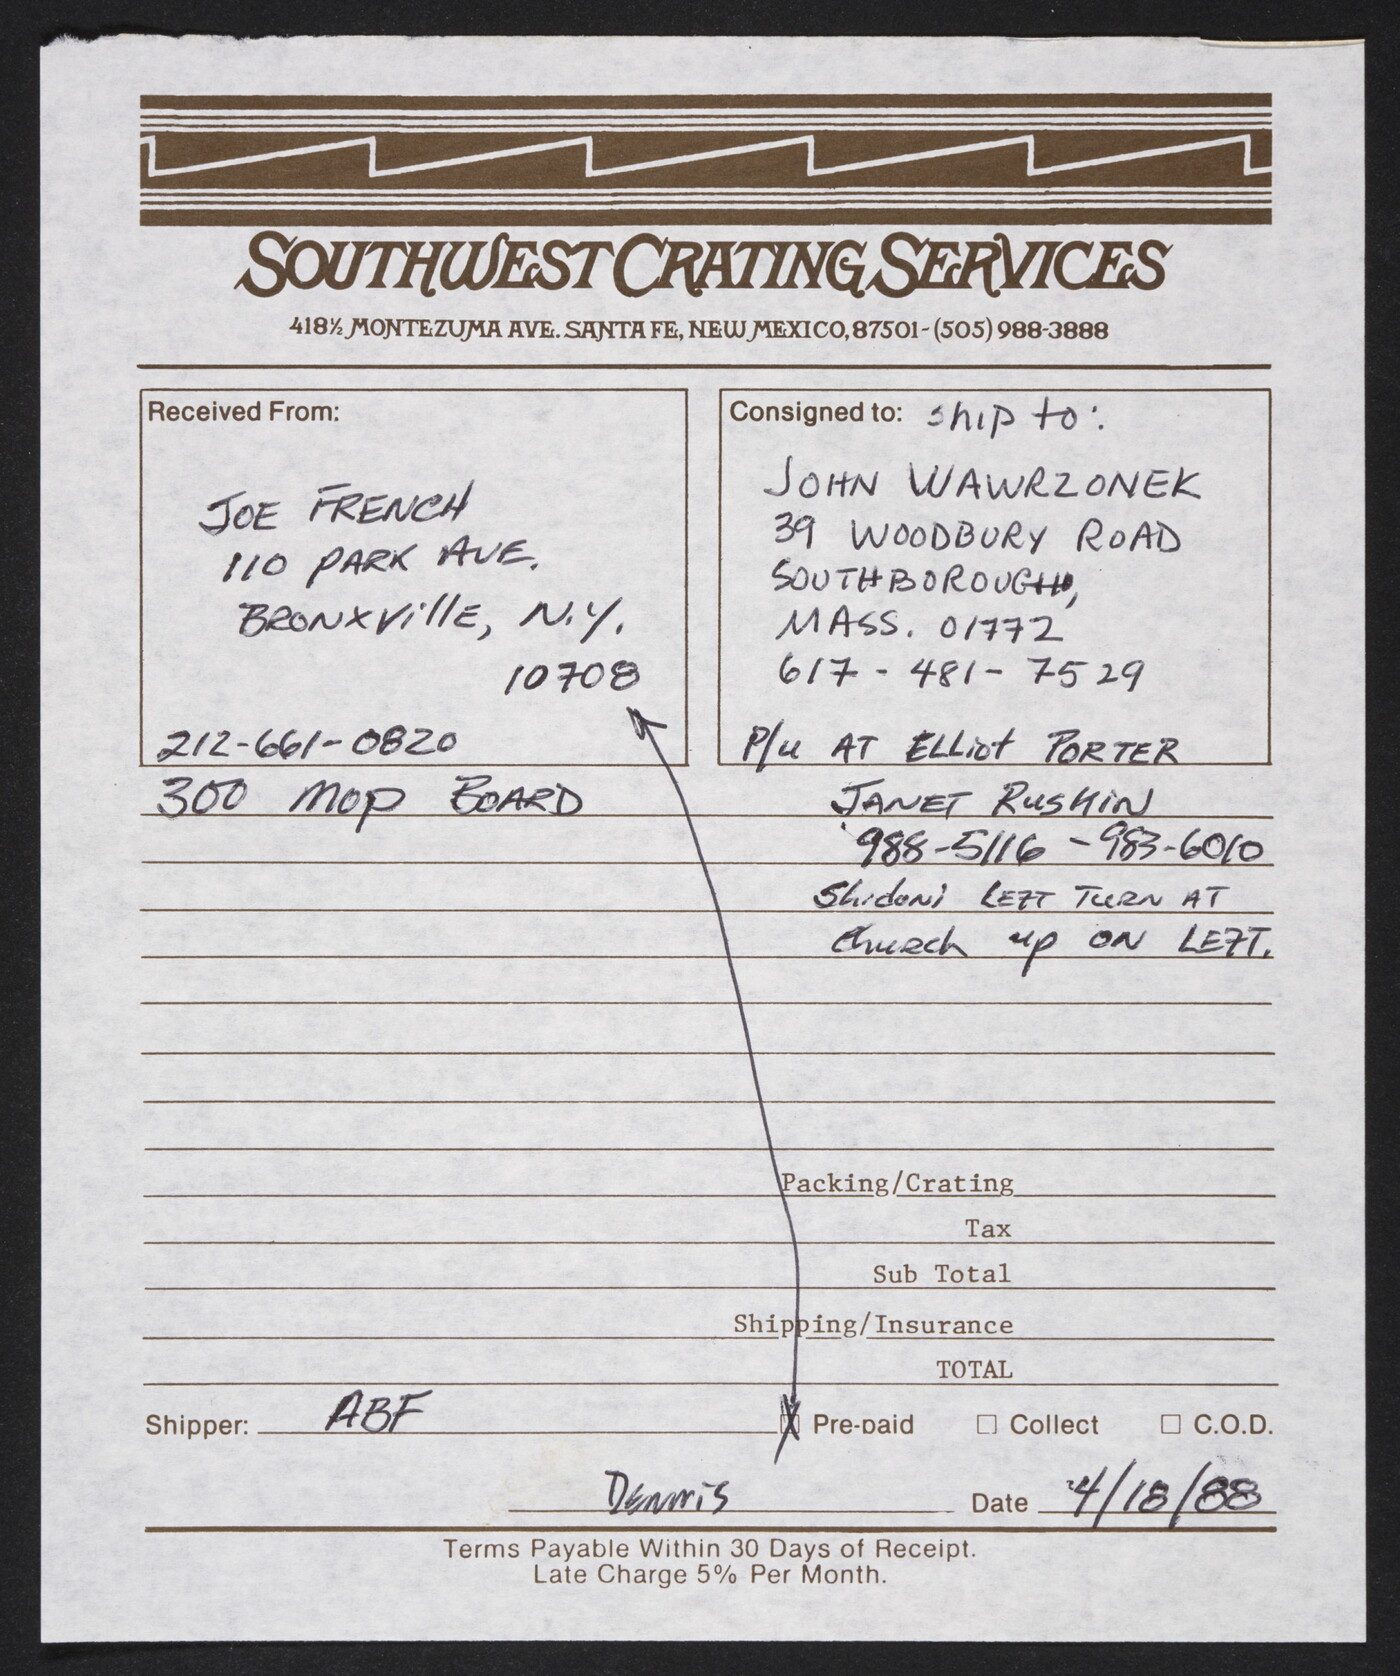 SOUTHWEST CRATING SERVICES
418½ MONTEZUMA AVE. SANTA FE, NEW MEXICO, 87501 - (505) 988-3888
Received From:
JOE FRENCH
110 PARK AVE.
BRONXVillE, N.Y.
10708
212-661-0820
300 Mop BOARD
Consigned to: ship to:
JOHN WAWRZONEK
39 WOODBURY ROAD
SOUTHBOROUGH,
MASS. 01772
617-481-7529
P/u AT ELLiot PORTER
JANET RusHiN
988-5116 - 983-6010
Shidoni LEFT TURN AT
Church up ON LEFT.
Packing/Crating
Tax
Sub Total
Shipping/Insurance
TOTAL
Shipper: ABF X Pre-paid □ Collect □ C.O.D.
Dennis Date 4/18/88
Terms Payable Within 30 Days of Receipt.
Late Charge 5% Per Month.